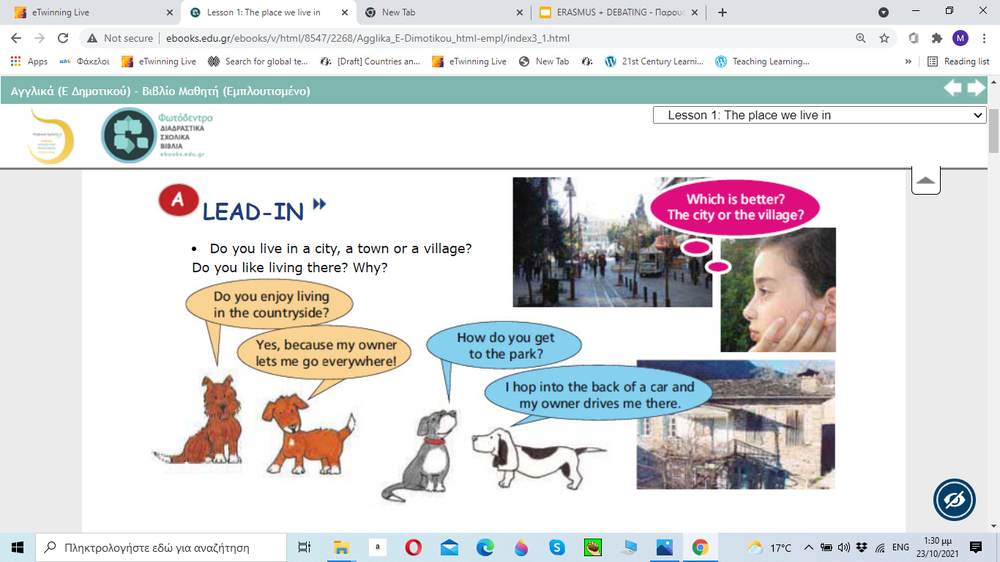 eTwinning Live
Lesson 1: The place we live in
New Tab
ERASMUS + DEBATING - Παρου
Not secure
ebooks.edu.gr/ebooks/v/html/8547/2268/Agglika_E-Dimotikou_html-empl/index3_1.html
M
Apps
Φάκελοι
eTwinning Live
Search for global te...
[Draft] Countries an...
eTwinning Live
New Tab
21st Century Learni...
Teaching Learning...
»
Reading list
Αγγλικά (Ε Δημοτικού) - Βιβλίο Μαθητή (Εμπλουτισμένο)
Φωτόδεντρο
ΔΙΑΔΡΑΣΤΙΚΑ
ΣΧΟΛΙΚΑ
ΒΙΒΛΙΑ
ebooks.edu.gr
Lesson 1: The place we live in
A
LEAD-IN
• Do you live in a city, a town or a village?
Do you like living there? Why?
Which is better?
The city or the village?
Do you enjoy living
in the countryside?
Yes, because my owner
lets me go everywhere!
How do you get
to the park?
I hop into the back of a car and
my owner drives me there.
Πληκτρολογήστε εδώ για αναζήτηση
a
17°C
ENG
1:30 μμ
23/10/2021